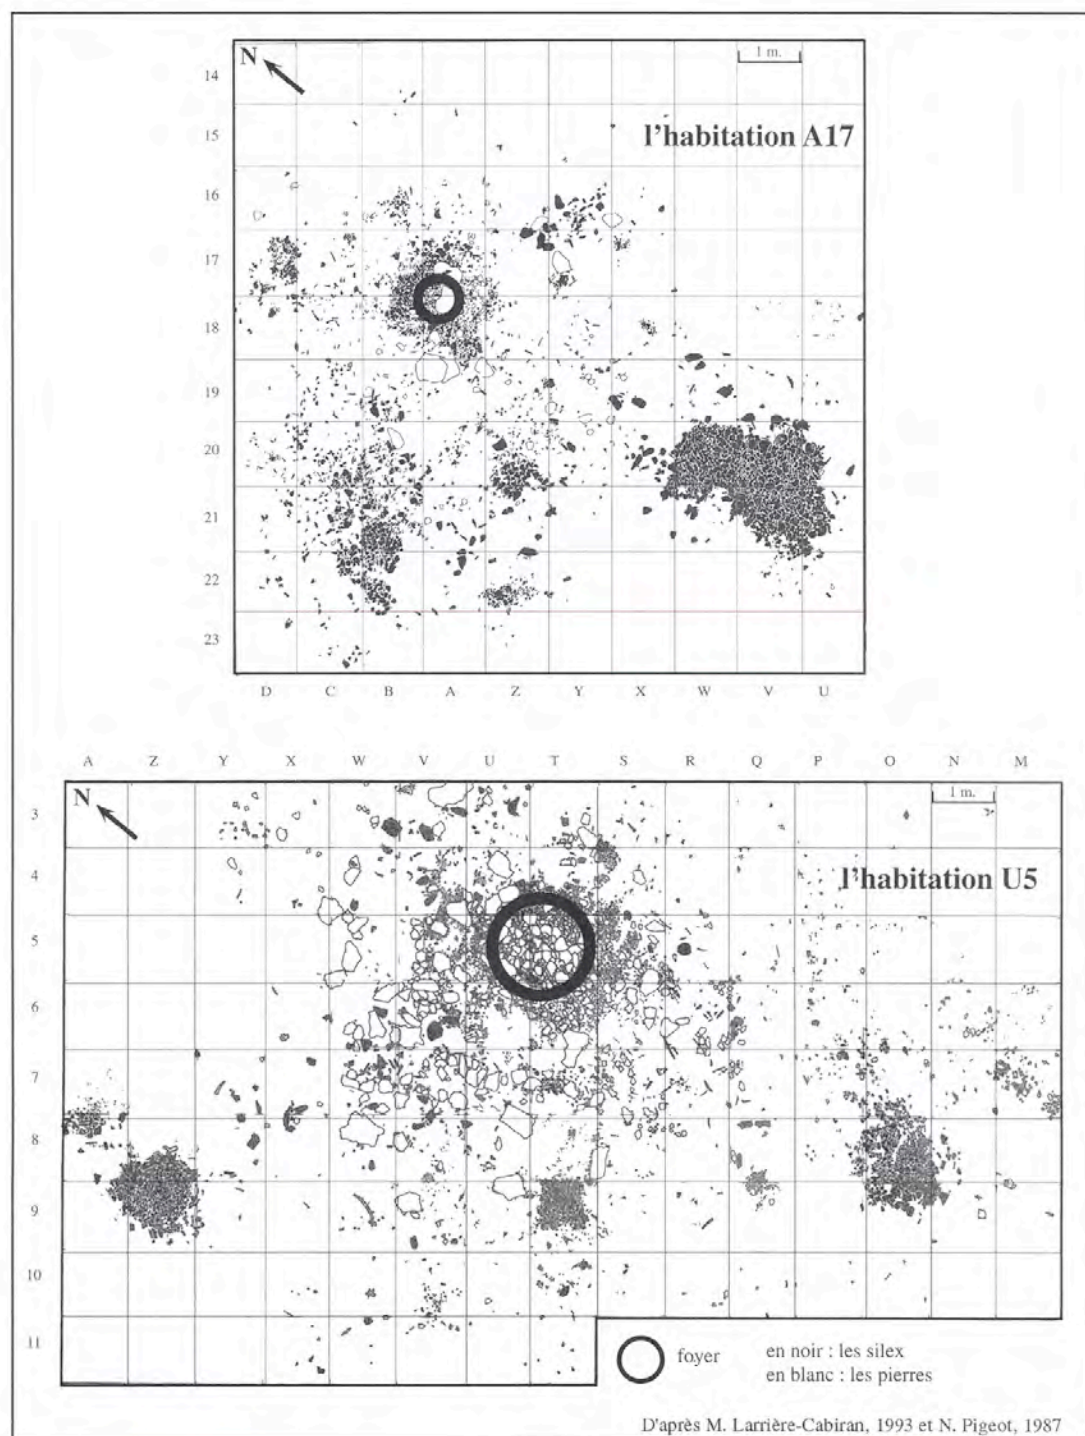 N
1 m.
l'habitation A17
14
15
16
17
18
19
20
21
22
23
D C B A Z Y X W V U
A Z Y X W V U T S R Q P O N M
N
1 m.
l'habitation U5
3
4
5
6
7
8
9
10
11
foyer
en noir : les silex
en blanc : les pierres
D'après M. Larrière-Cabiran, 1993 et N. Pigeot, 1987